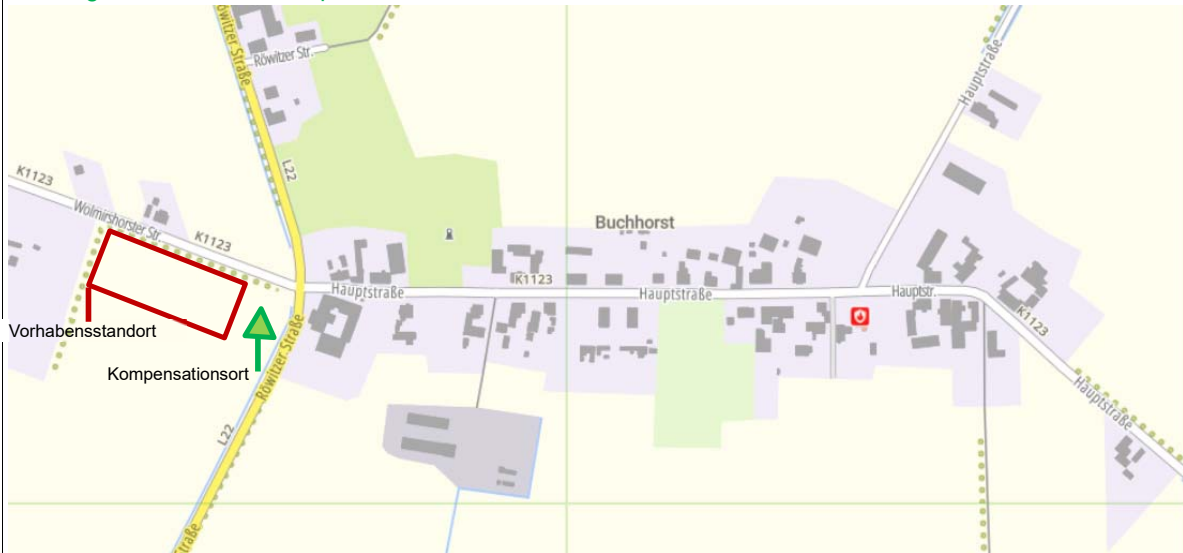 Röwitzer Straße
Röwitzer Str.
Hauptstraße
L22
K1123
Wolmirshorster Str.
K1123
Buchhorst
K1123
Hauptstraße
Hauptstraße
Hauptstr.
K1123
Vorhabensstandort
Kompensationsort
Röwitzer Straße
L22
Hauptstraße
Straße